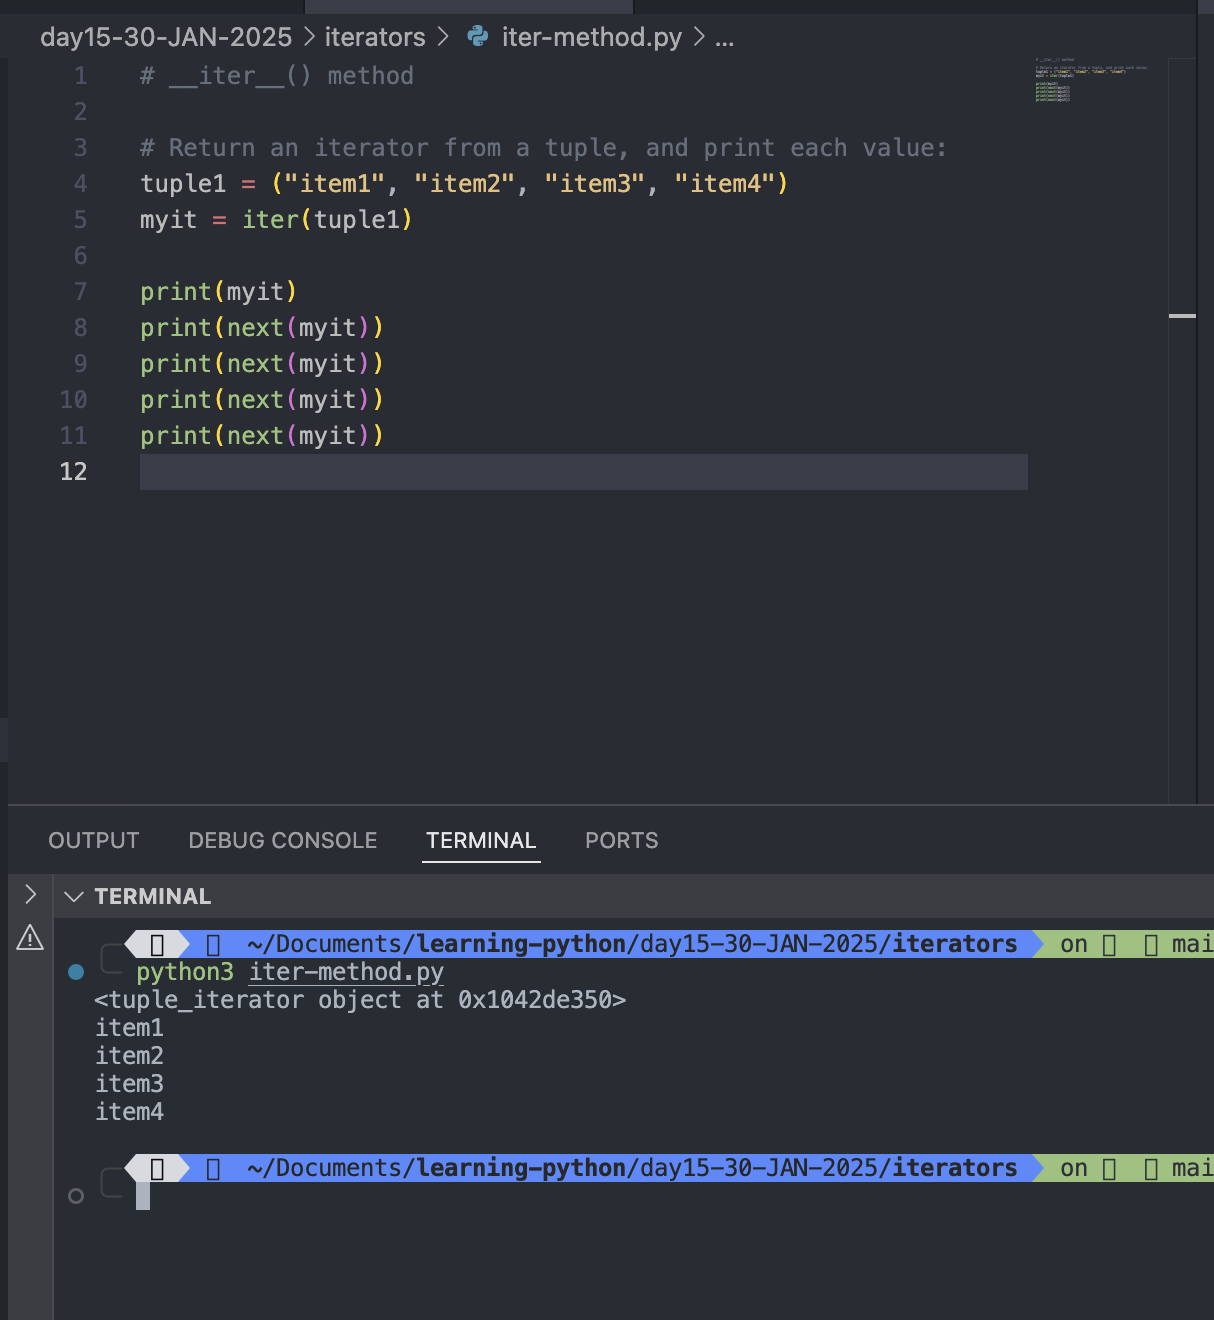 day15-30-JAN-2025 > iterators > iter-method.py > ...
1 # __iter__() method
2
3 # Return an iterator from a tuple, and print each value:
4 tuple1 = ("item1", "item2", "item3", "item4")
5 myit = iter(tuple1)
6
7 print(myit)
8 print(next(myit))
9 print(next(myit))
10 print(next(myit))
11 print(next(myit))
12
OUTPUT DEBUG CONSOLE TERMINAL PORTS
TERMINAL
~/Documents/learning-python/day15-30-JAN-2025/iterators on mai
python3 iter-method.py
<tuple_iterator object at 0x1042de350>
item1
item2
item3
item4
~/Documents/learning-python/day15-30-JAN-2025/iterators on mai